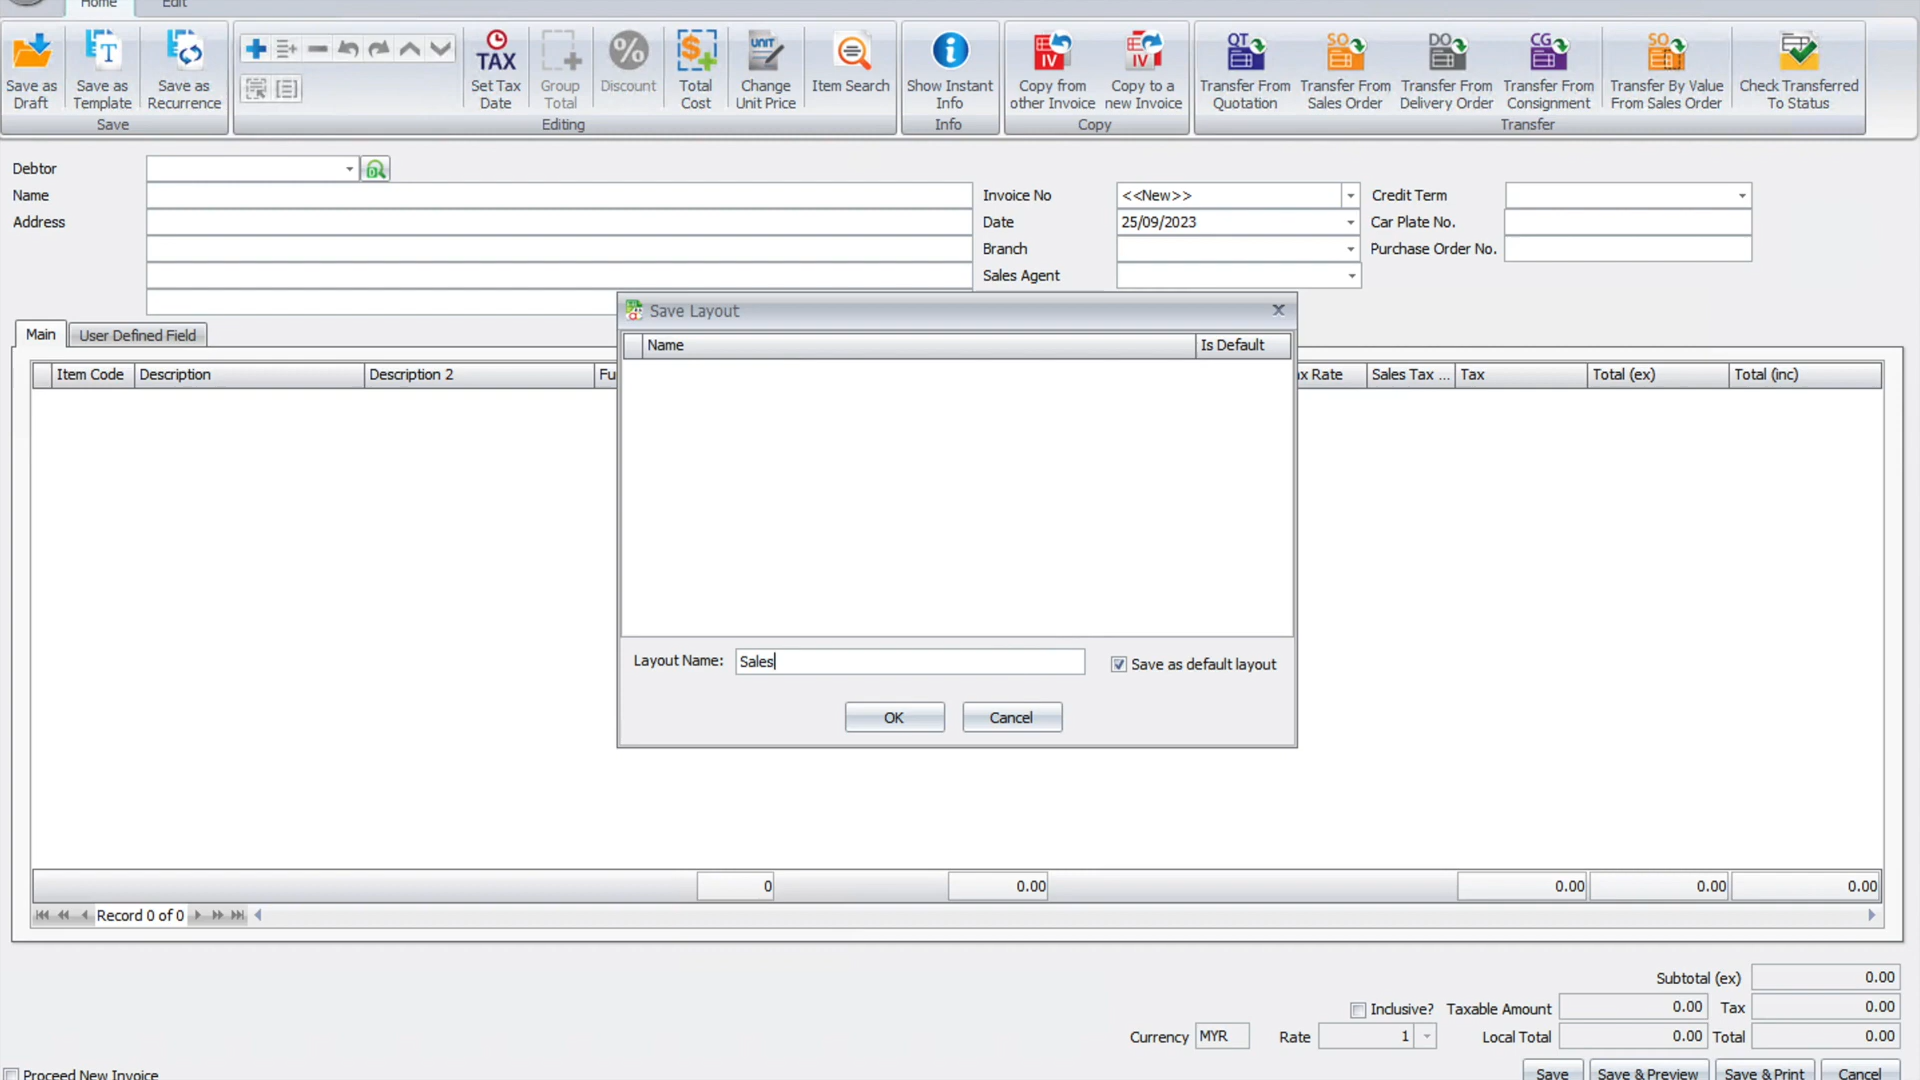 Home Edit
Save as Draft
Save as Template
Save as Recurrence
Save
Set Tax Date
Group Total
Discount
Total Cost
Change Unit Price
Item Search
Editing
Show Instant Info
Info
Copy from other Invoice
Copy to a new Invoice
Copy
Transfer From Quotation
Transfer From Sales Order
Transfer From Delivery Order
Transfer From Consignment
Transfer By Value From Sales Order
Check Transferred To Status
Transfer
TAX
UNIT
IV
IV
QT
SO
DO
CG
SO
Debtor
Name
Address
Invoice No <<New>>
Date 25/09/2023
Branch
Sales Agent
Credit Term
Car Plate No.
Purchase Order No.
Main User Defined Field
Item Code Description Description 2 Fu
x Rate Sales Tax ... Tax Total (ex) Total (inc)
Save Layout
Name Is Default
Layout Name: Sales
Save as default layout
OK Cancel
0 0.00 0.00 0.00 0.00
Record 0 of 0
Subtotal (ex) 0.00
Inclusive? Taxable Amount 0.00 Tax 0.00
Currency MYR Rate 1 Local Total 0.00 Total 0.00
Proceed New Invoice
Save Save & Preview Save & Print Cancel